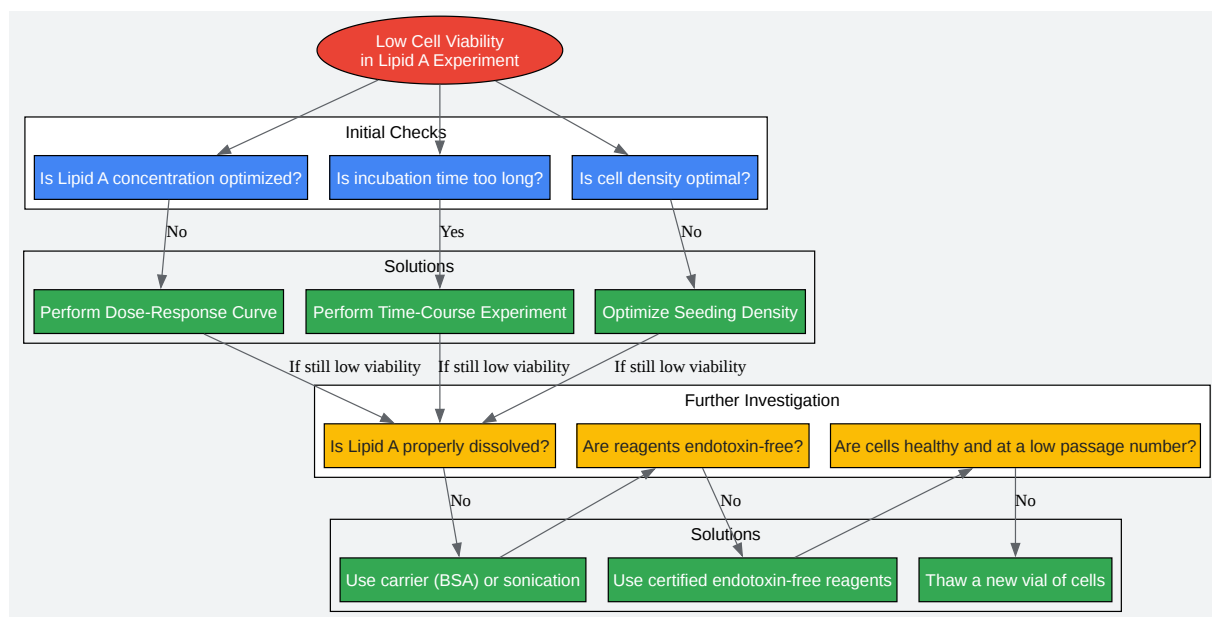 Low Cell Viability
in Lipid A Experiment
Initial Checks
Is Lipid A concentration optimized?
Is incubation time too long?
Is cell density optimal?
No
Yes
No
Solutions
Perform Dose-Response Curve
Perform Time-Course Experiment
Optimize Seeding Density
If still low viability
If still low viability
If still low viability
Further Investigation
Is Lipid A properly dissolved?
Are reagents endotoxin-free?
Are cells healthy and at a low passage number?
No
No
No
Solutions
Use carrier (BSA) or sonication
Use certified endotoxin-free reagents
Thaw a new vial of cells